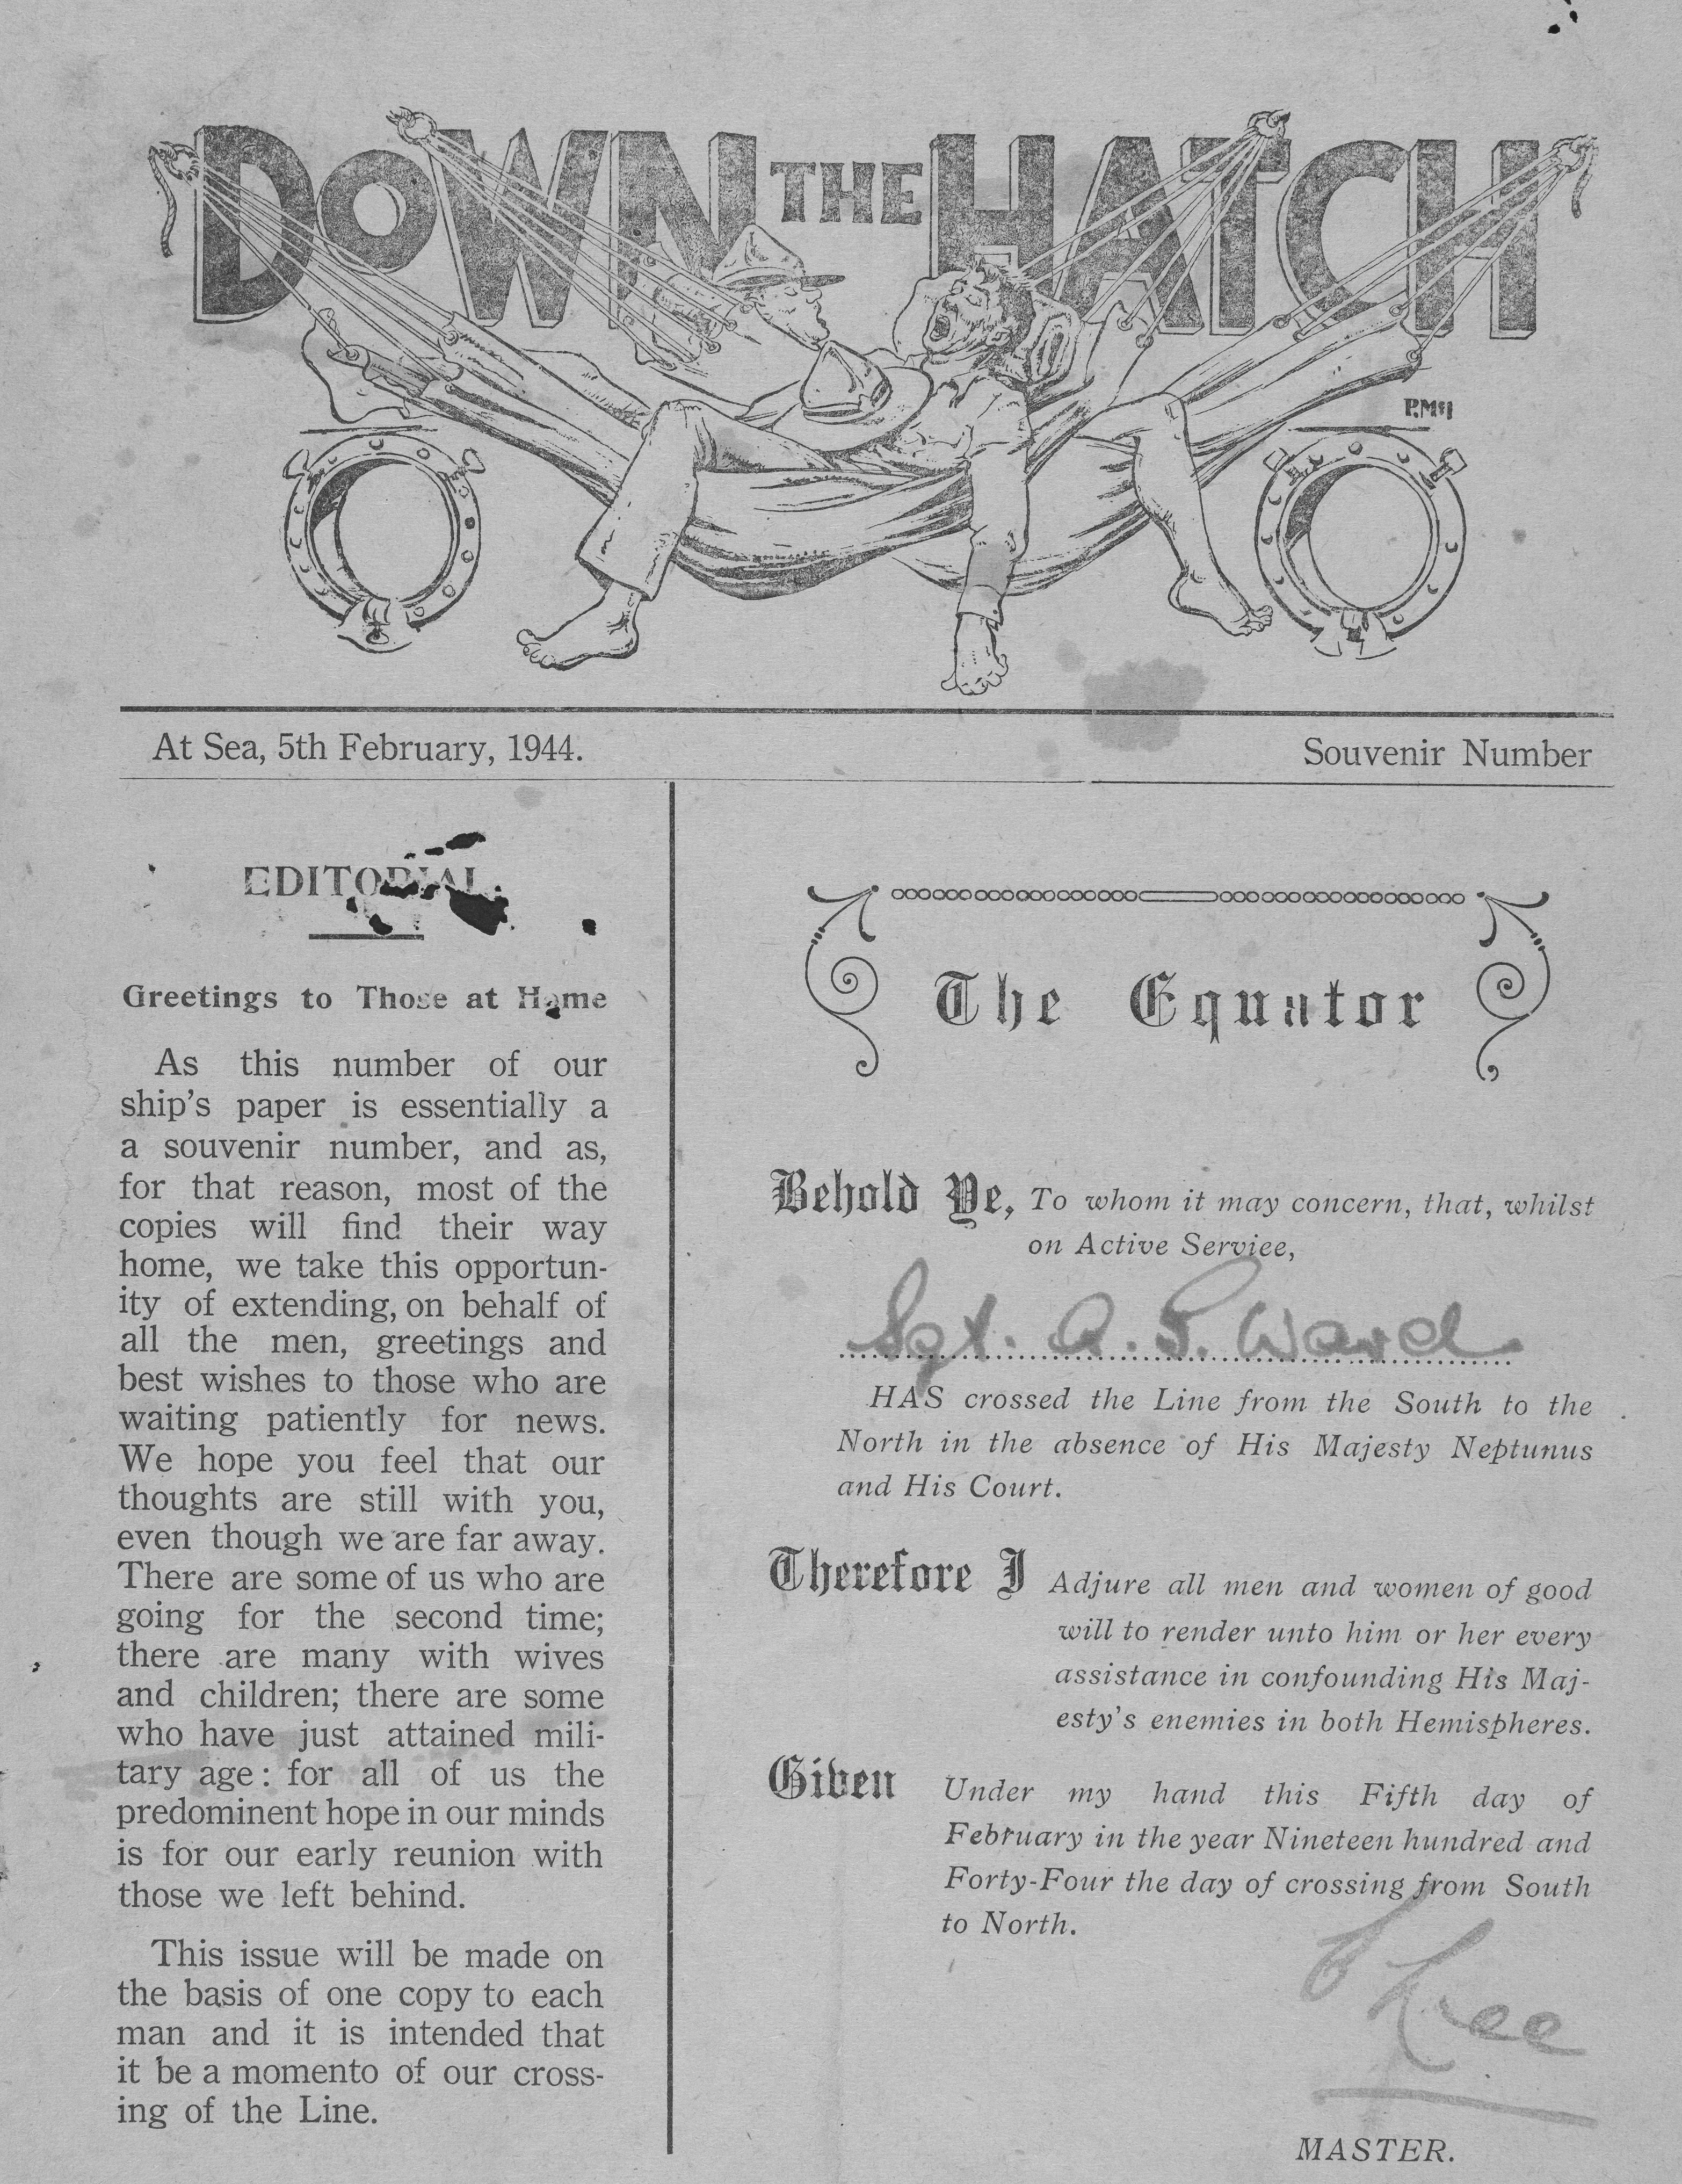 DOWN THE HATCH
P.Mq
At Sea, 5th February, 1944.
Souvenir Number
EDITORIAL.
Greetings to Those at Home
As this number of our
ship's paper is essentially a
a souvenir number, and as,
for that reason, most of the
copies will find their way
home, we take this opportun-
ity of extending, on behalf of
all the men, greetings and
best wishes to those who are
waiting patiently for news.
We hope you feel that our
thoughts are still with you,
even though we are far away.
There are some of us who are
going for the second time;
there are many with wives
and children; there are some
who have just attained mili-
tary age: for all of us the
predominent hope in our minds
is for our early reunion with
those we left behind.
This issue will be made on
the basis of one copy to each
man and it is intended that
it be a momento of our cross-
ing of the Line.
The Equator
Behold Ye, To whom it may concern, that, whilst
on Active Serviee,
Sgt. A. P. Ward.
HAS crossed the Line from the South to the
North in the absence of His Majesty Neptunus
and His Court.
Therefore I Adjure all men and women of good
will to render unto him or her every
assistance in confounding His Maj-
esty's enemies in both Hemispheres.
Given Under my hand this Fifth day of
February in the year Nineteen hundred and
Forty-Four the day of crossing from South
to North.
MASTER.